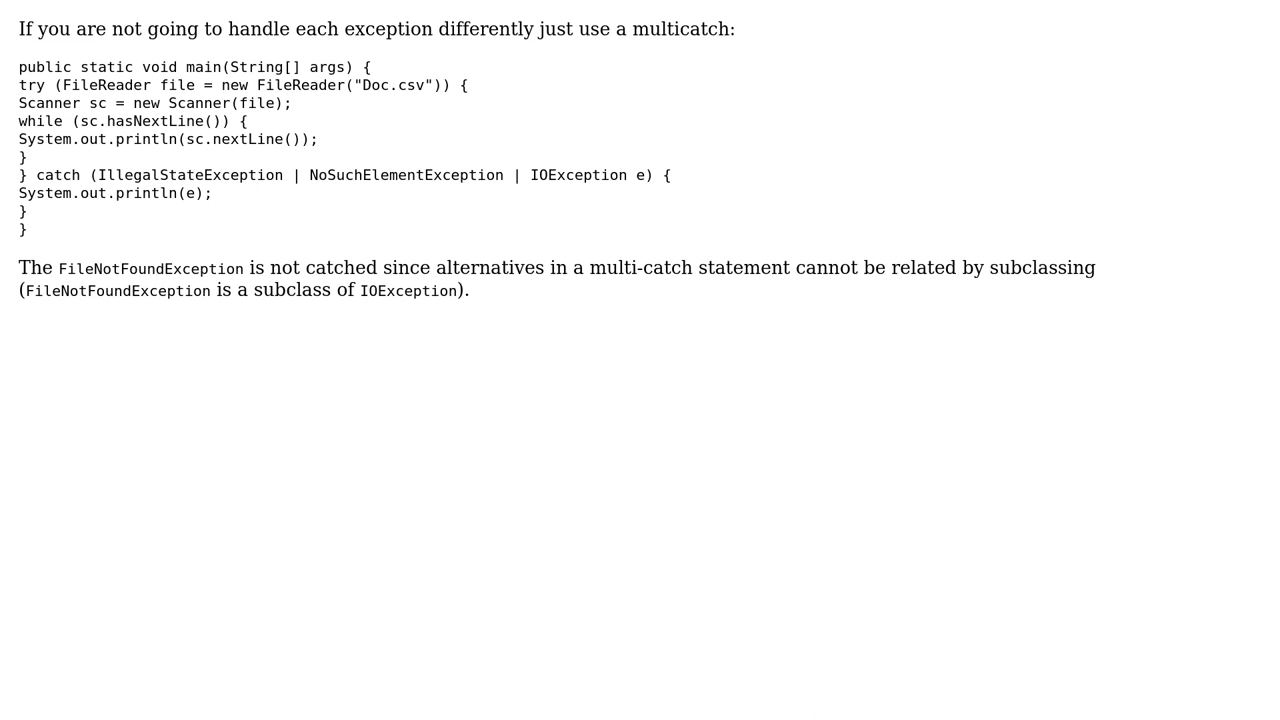 If you are not going to handle each exception differently just use a multicatch:
public static void main(String[] args) {
try (FileReader file = new FileReader("Doc.csv")) {
Scanner sc = new Scanner(file);
while (sc.hasNextLine()) {
System.out.println(sc.nextLine());
}
} catch (IllegalStateException | NoSuchElementException | IOException e) {
System.out.println(e);
}
}
The FileNotFoundException is not catched since alternatives in a multi-catch statement cannot be related by subclassing
(FileNotFoundException is a subclass of IOException).